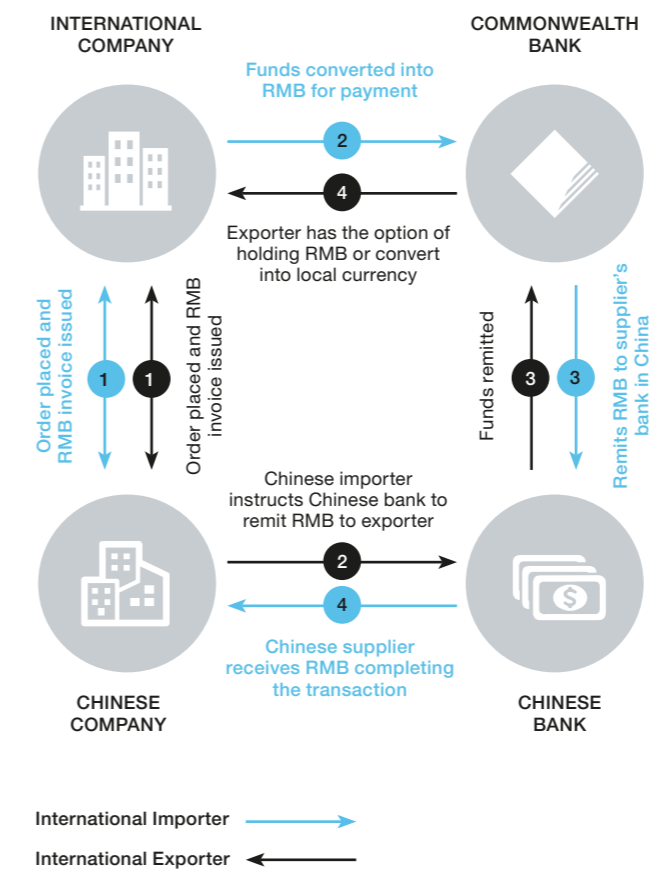 INTERNATIONAL
COMPANY
COMMONWEALTH
BANK
Funds converted into
RMB for payment
2
4
Exporter has the option of
holding RMB or convert
into local currency
Order placed and
RMB invoice issued
1
1
Order placed and RMB
invoice issued
Funds remitted
3
3
Remits RMB to supplier's
bank in China
Chinese importer
instructs Chinese bank to
remit RMB to exporter
2
4
Chinese supplier
receives RMB completing
the transaction
$
CHINESE
COMPANY
CHINESE
BANK
International Importer
International Exporter